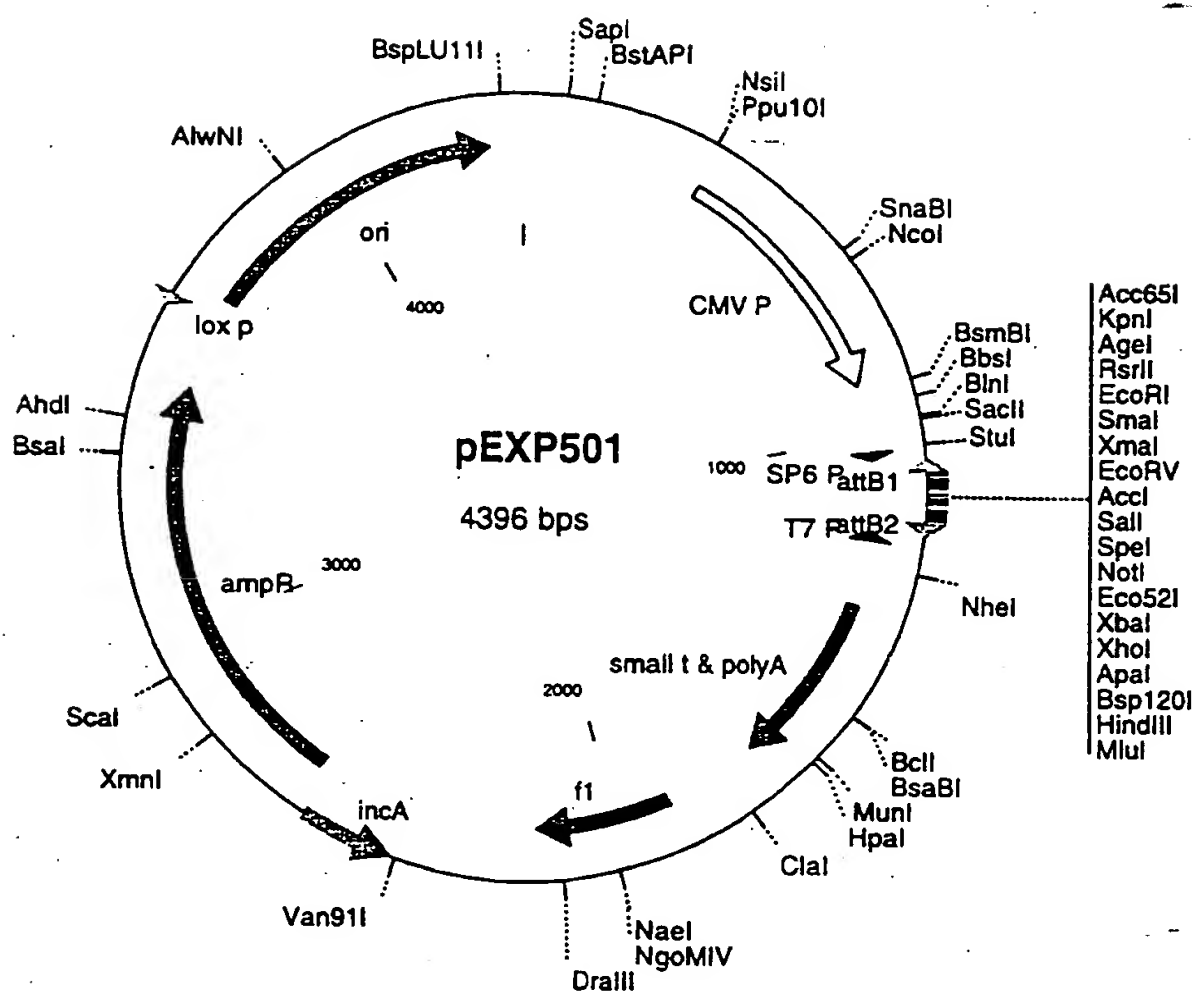 BspLU11I
SapI
BstAPI
NsiI
Ppu10I
AlwNI
SnaBI
NcoI
ori
4000
CMV P
lox p
Acc65I
KpnI
AgeI
RsrII
EcoRI
SmaI
XmaI
EcoRV
AccI
SalI
SpeI
NotI
Eco52I
XbaI
XhoI
ApaI
Bsp120I
HindIII
MluI
BsmBI
BbsI
BlnI
SacII
StuI
AhdI
BsaI
pEXP501
4396 bps
1000
SP6 P
attB1
T7 P
attB2
3000
ampR
NheI
small t & polyA
2000
ScaI
XmnI
BclI
BsaBI
MunI
HpaI
f1
incA
ClaI
Van91I
NaeI
NgoMIV
DraIII